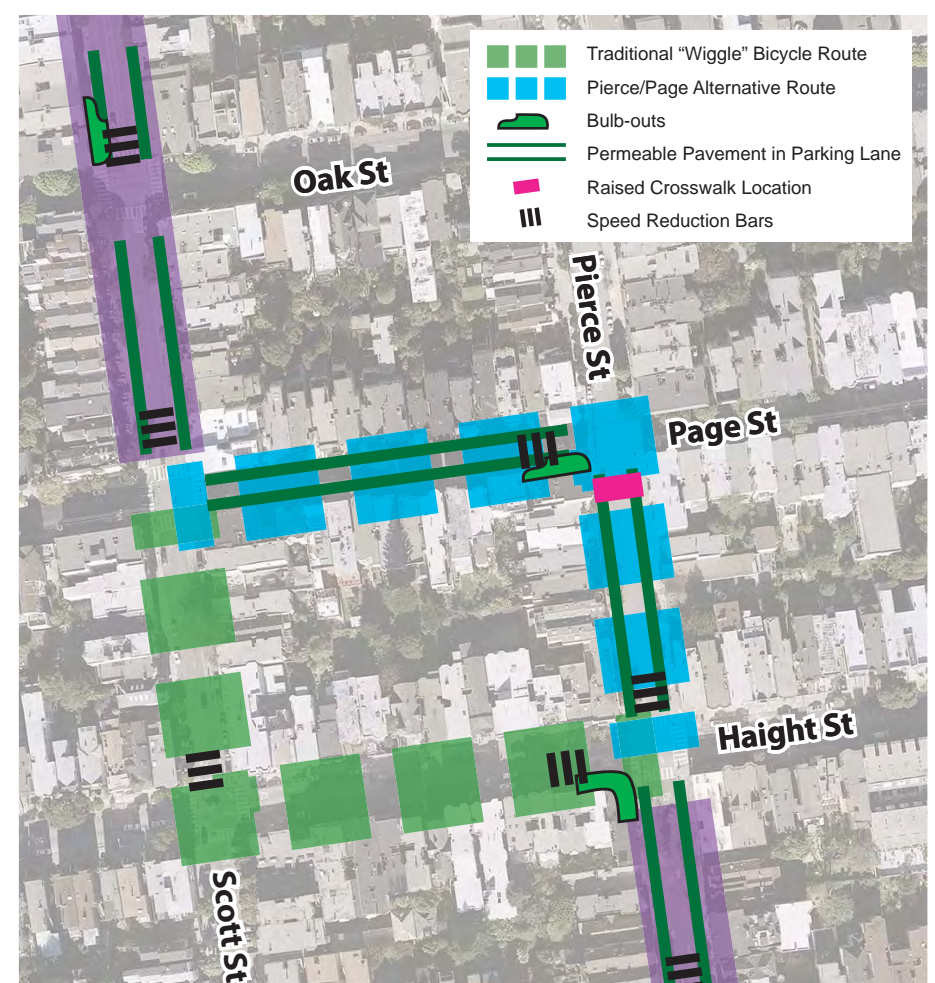 Traditional “Wiggle” Bicycle Route
Pierce/Page Alternative Route
Bulb-outs
Permeable Pavement in Parking Lane
Raised Crosswalk Location
Speed Reduction Bars
Oak St
Pierce St
Page St
Haight St
Scott St